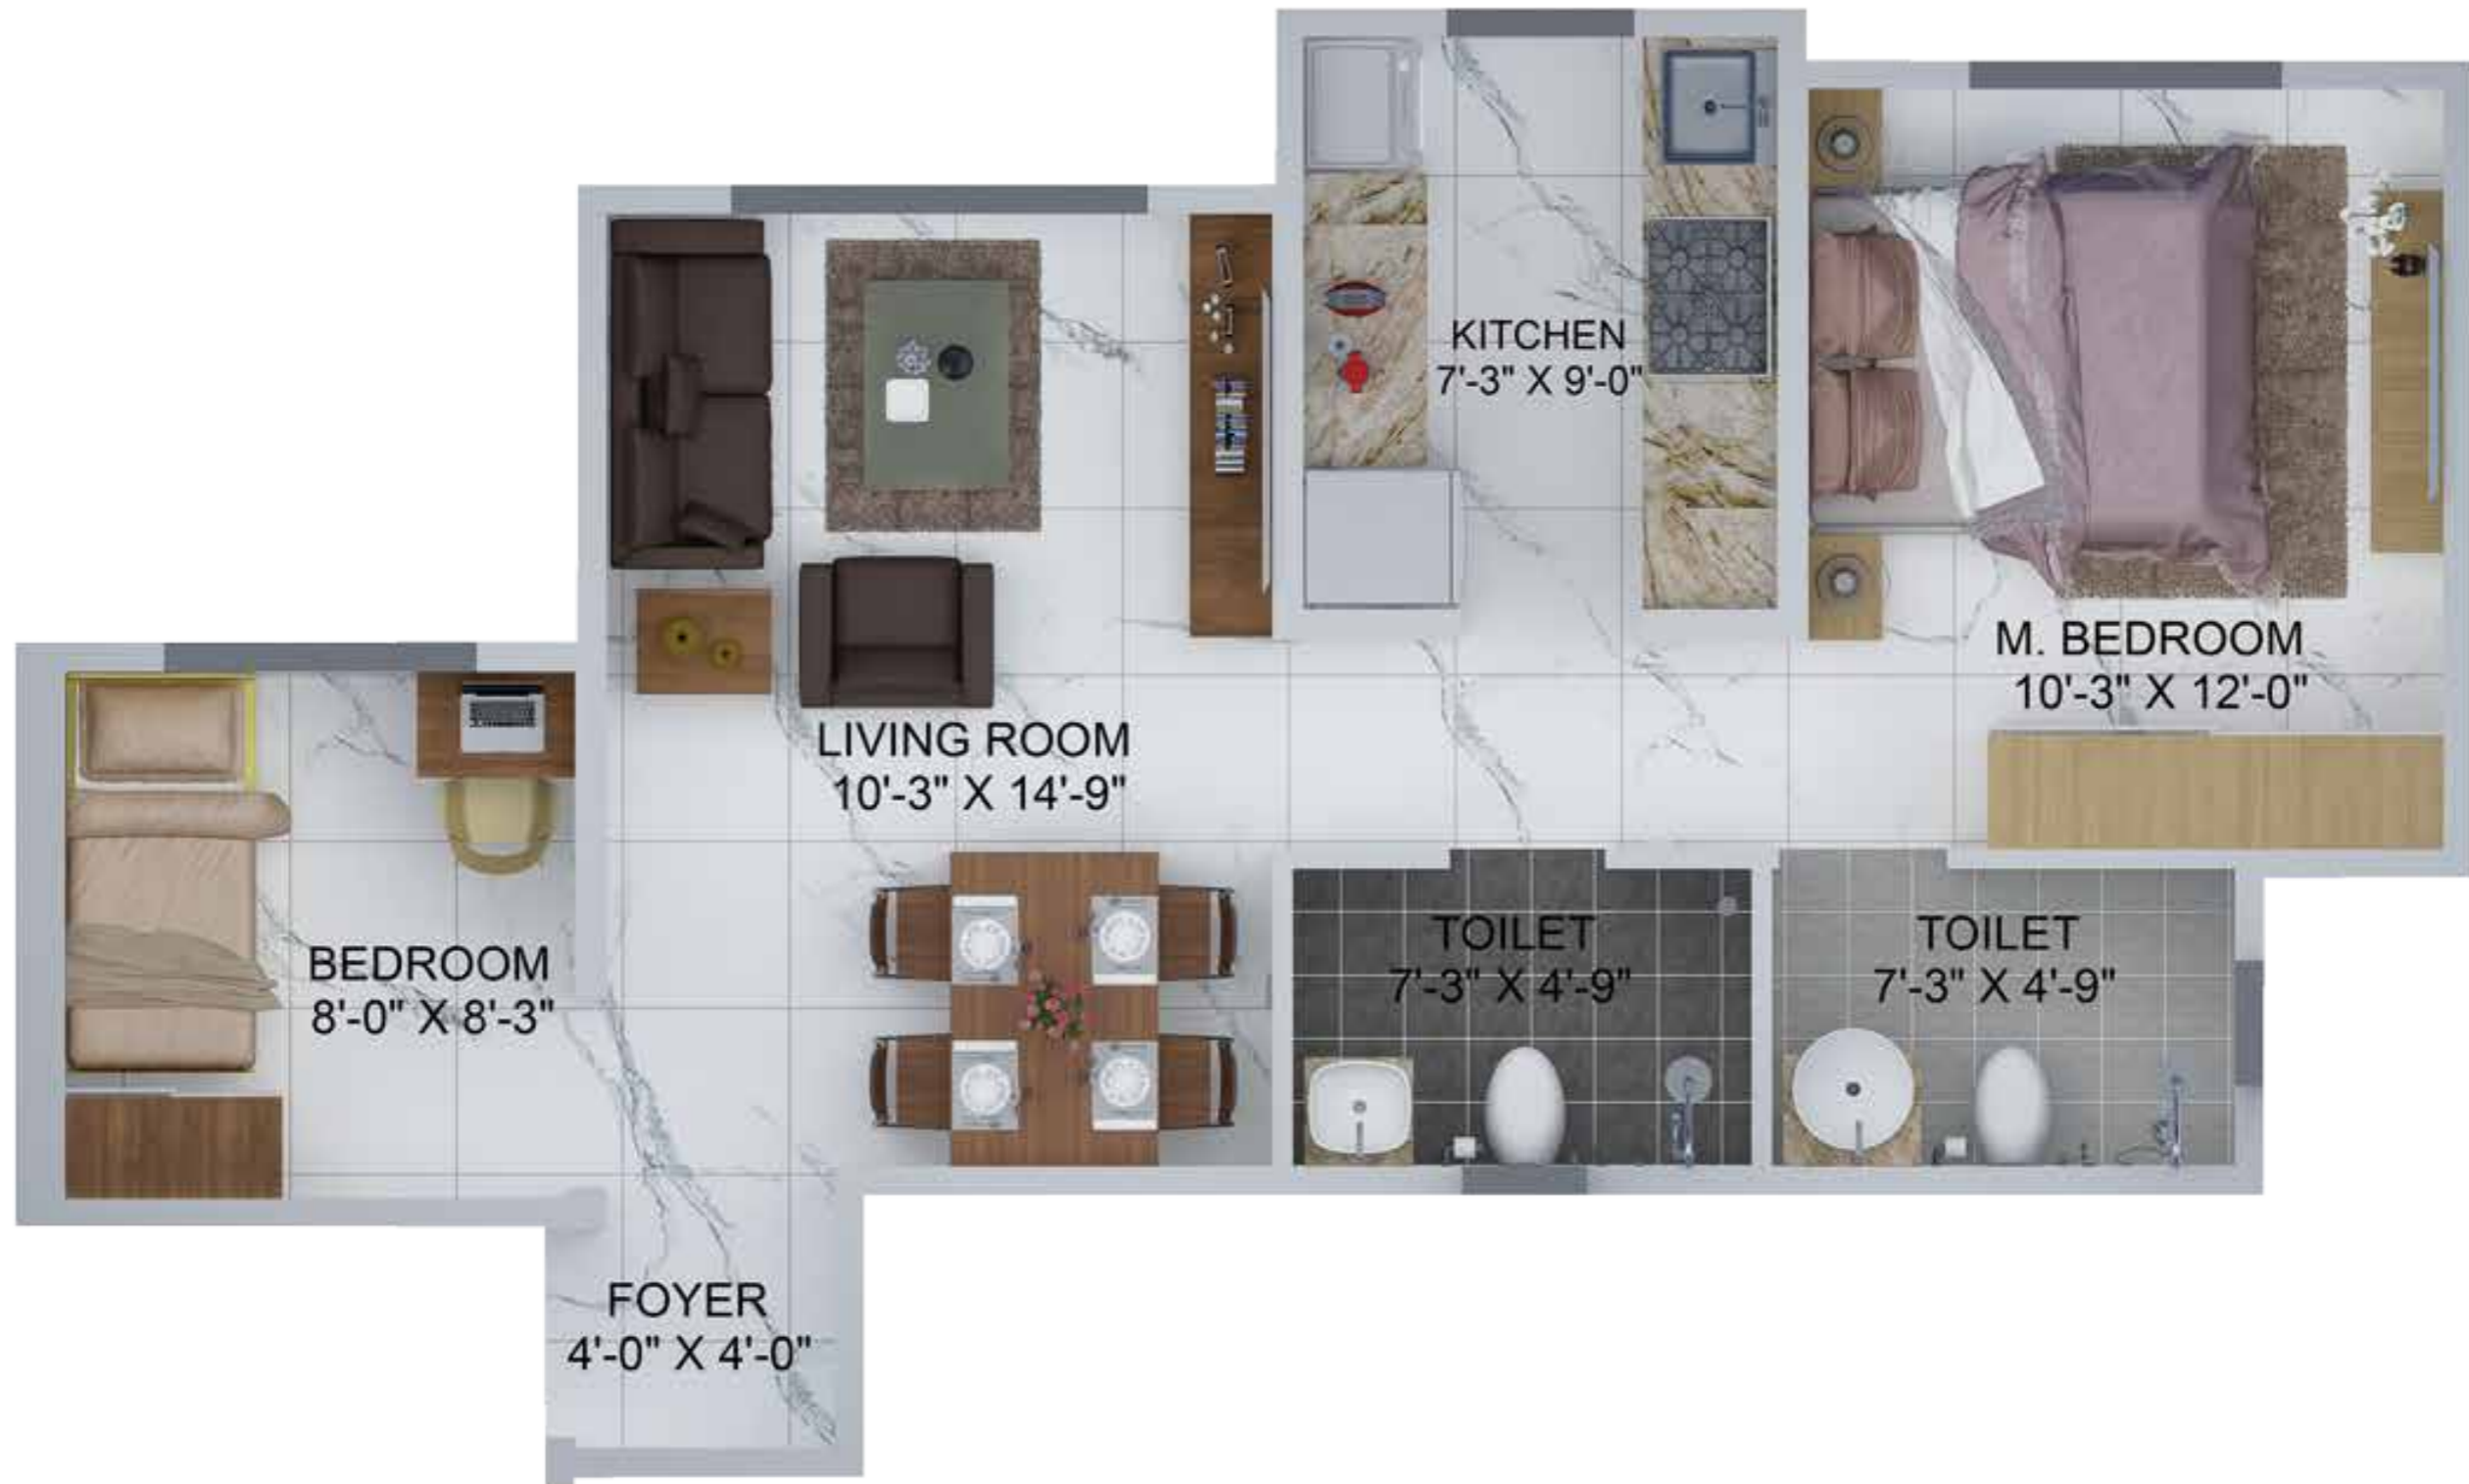 KITCHEN
7'-3" X 9'-0"
M. BEDROOM
10'-3" X 12'-0"
LIVING ROOM
10'-3" X 14'-9"
BEDROOM
8'-0" X 8'-3"
TOILET
7'-3" X 4'-9"
TOILET
7'-3" X 4'-9"
FOYER
4'-0" X 4'-0"